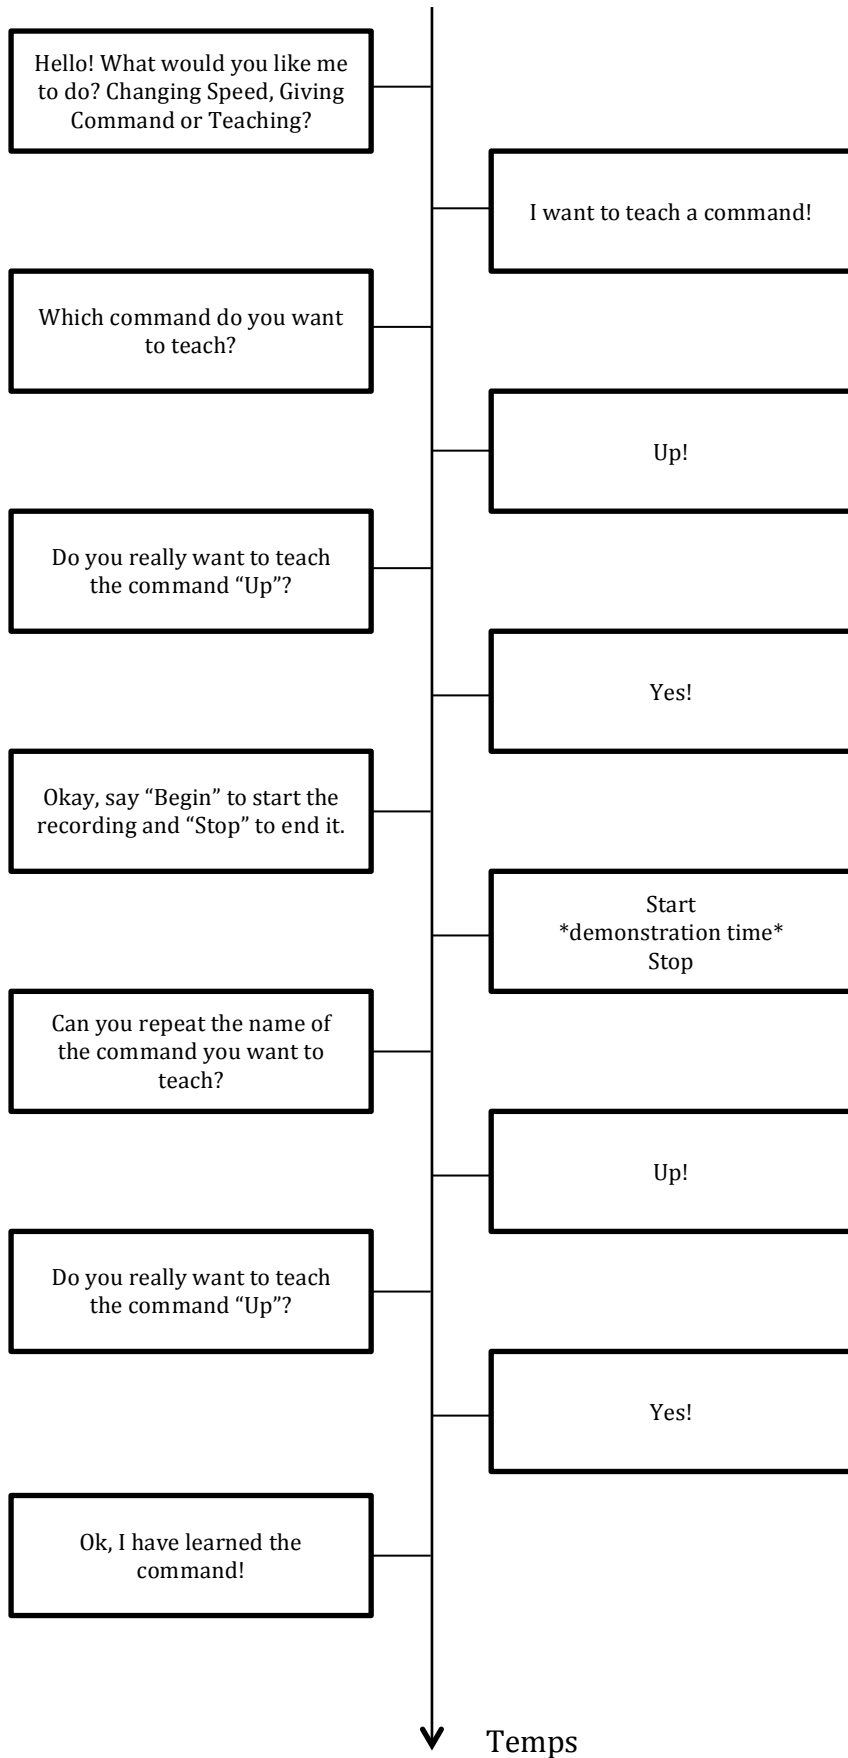 Hello! What would you like me
to do? Changing Speed, Giving
Command or Teaching?
I want to teach a command!
Which command do you want
to teach?
Up!
Do you really want to teach
the command “Up”?
Yes!
Okay, say “Begin” to start the
recording and “Stop” to end it.
Start
*demonstration time*
Stop
Can you repeat the name of
the command you want to
teach?
Up!
Do you really want to teach
the command “Up”?
Yes!
Ok, I have learned the
command!
Temps